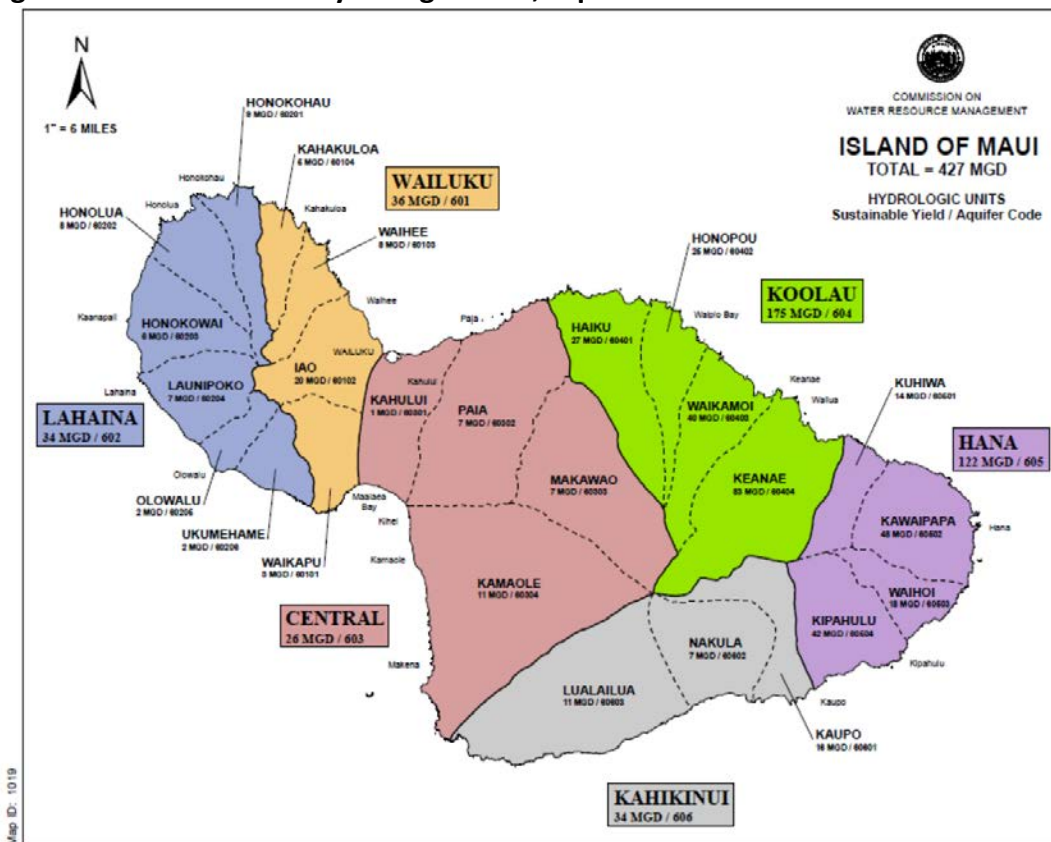 N
1" = 6 MILES
COMMISSION ON
WATER RESOURCE MANAGEMENT
ISLAND OF MAUI
TOTAL = 427 MGD
HYDROLOGIC UNITS
Sustainable Yield / Aquifer Code
HONOKOHAU
9 MGD / 60201
KAHAKULOA
5 MGD / 60104
WAILUKU
36 MGD / 601
Honokohau
Honolua
Kahakuloa
HONOLUA
8 MGD / 60202
WAIHEE
8 MGD / 60103
HONOPOU
25 MGD / 60402
KOOLAU
175 MGD / 604
Waihee
Kaanapali
HONOKOWAI
6 MGD / 60203
Paia
Waipio Bay
HAIKU
27 MGD / 60401
WAILUKU
IAO
20 MGD / 60102
Kahului
KAHULUI
1 MGD / 60301
PAIA
7 MGD / 60302
Keanae
Wailua
KUHIWA
14 MGD / 60501
Lahaina
LAUNIPOKO
7 MGD / 60204
WAIKAMOI
40 MGD / 60403
LAHAINA
34 MGD / 602
HANA
122 MGD / 605
KEANAE
83 MGD / 60404
MAKAWAO
7 MGD / 60303
Olowalu
OLOWALU
2 MGD / 60205
UKUMEHAME
2 MGD / 60206
WAIKAPU
3 MGD / 60101
Maalaea
Bay
Kihei
Kamaole
KAWAIPAPA
48 MGD / 60502
Hana
KAMAOLE
11 MGD / 60304
WAIHOI
18 MGD / 60503
CENTRAL
26 MGD / 603
KIPAHULU
42 MGD / 60504
Makena
NAKULA
7 MGD / 60602
Kipahulu
LUALAILUA
11 MGD / 60603
Kaupo
KAUPO
16 MGD / 60601
KAHIKINUI
34 MGD / 606
Map ID: 1019